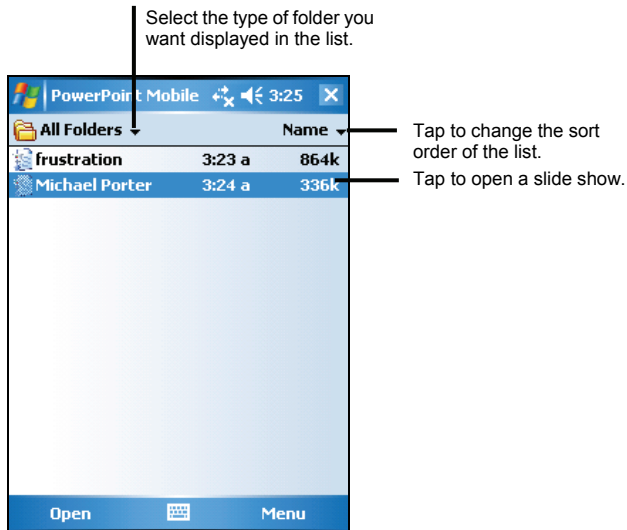 Select the type of folder you
want displayed in the list.
PowerPoint Mobile 3:25
All Folders Name
frustration 3:23 a 864k
Michael Porter 3:24 a 336k
Tap to change the sort
order of the list.
Tap to open a slide show.
Open Menu